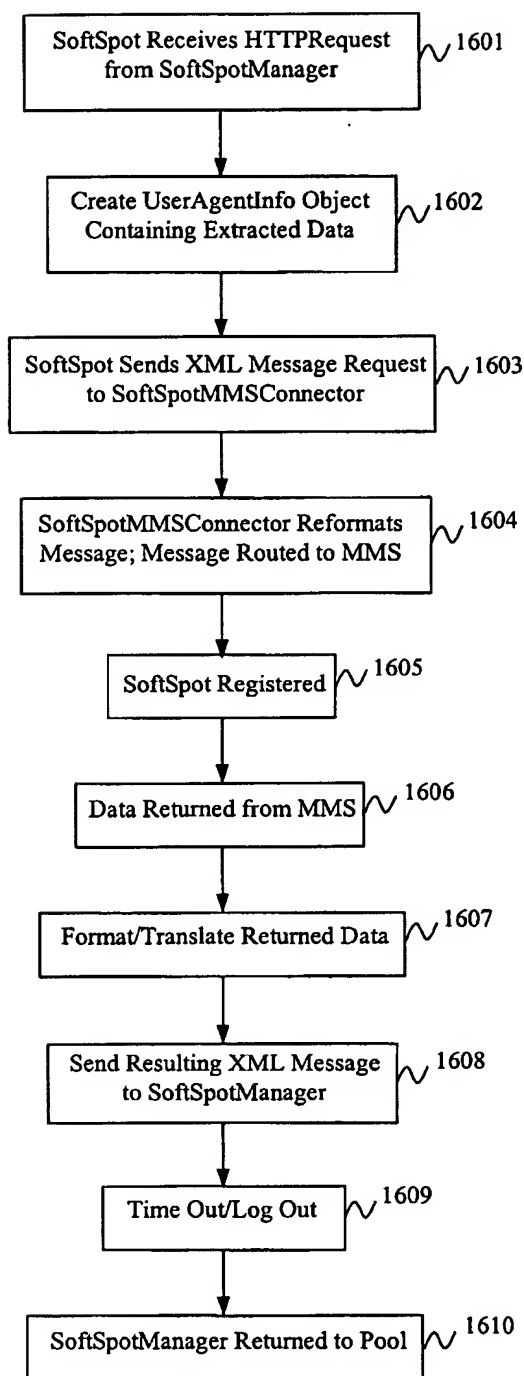 SoftSpot Receives HTTPRequest
from SoftSpotManager
1601
Create UserAgentInfo Object
Containing Extracted Data
1602
SoftSpot Sends XML Message Request
to SoftSpotMMSConnector
1603
SoftSpotMMSConnector Reformats
Message; Message Routed to MMS
1604
SoftSpot Registered
1605
Data Returned from MMS
1606
Format/Translate Returned Data
1607
Send Resulting XML Message
to SoftSpotManager
1608
Time Out/Log Out
1609
SoftSpotManager Returned to Pool
1610